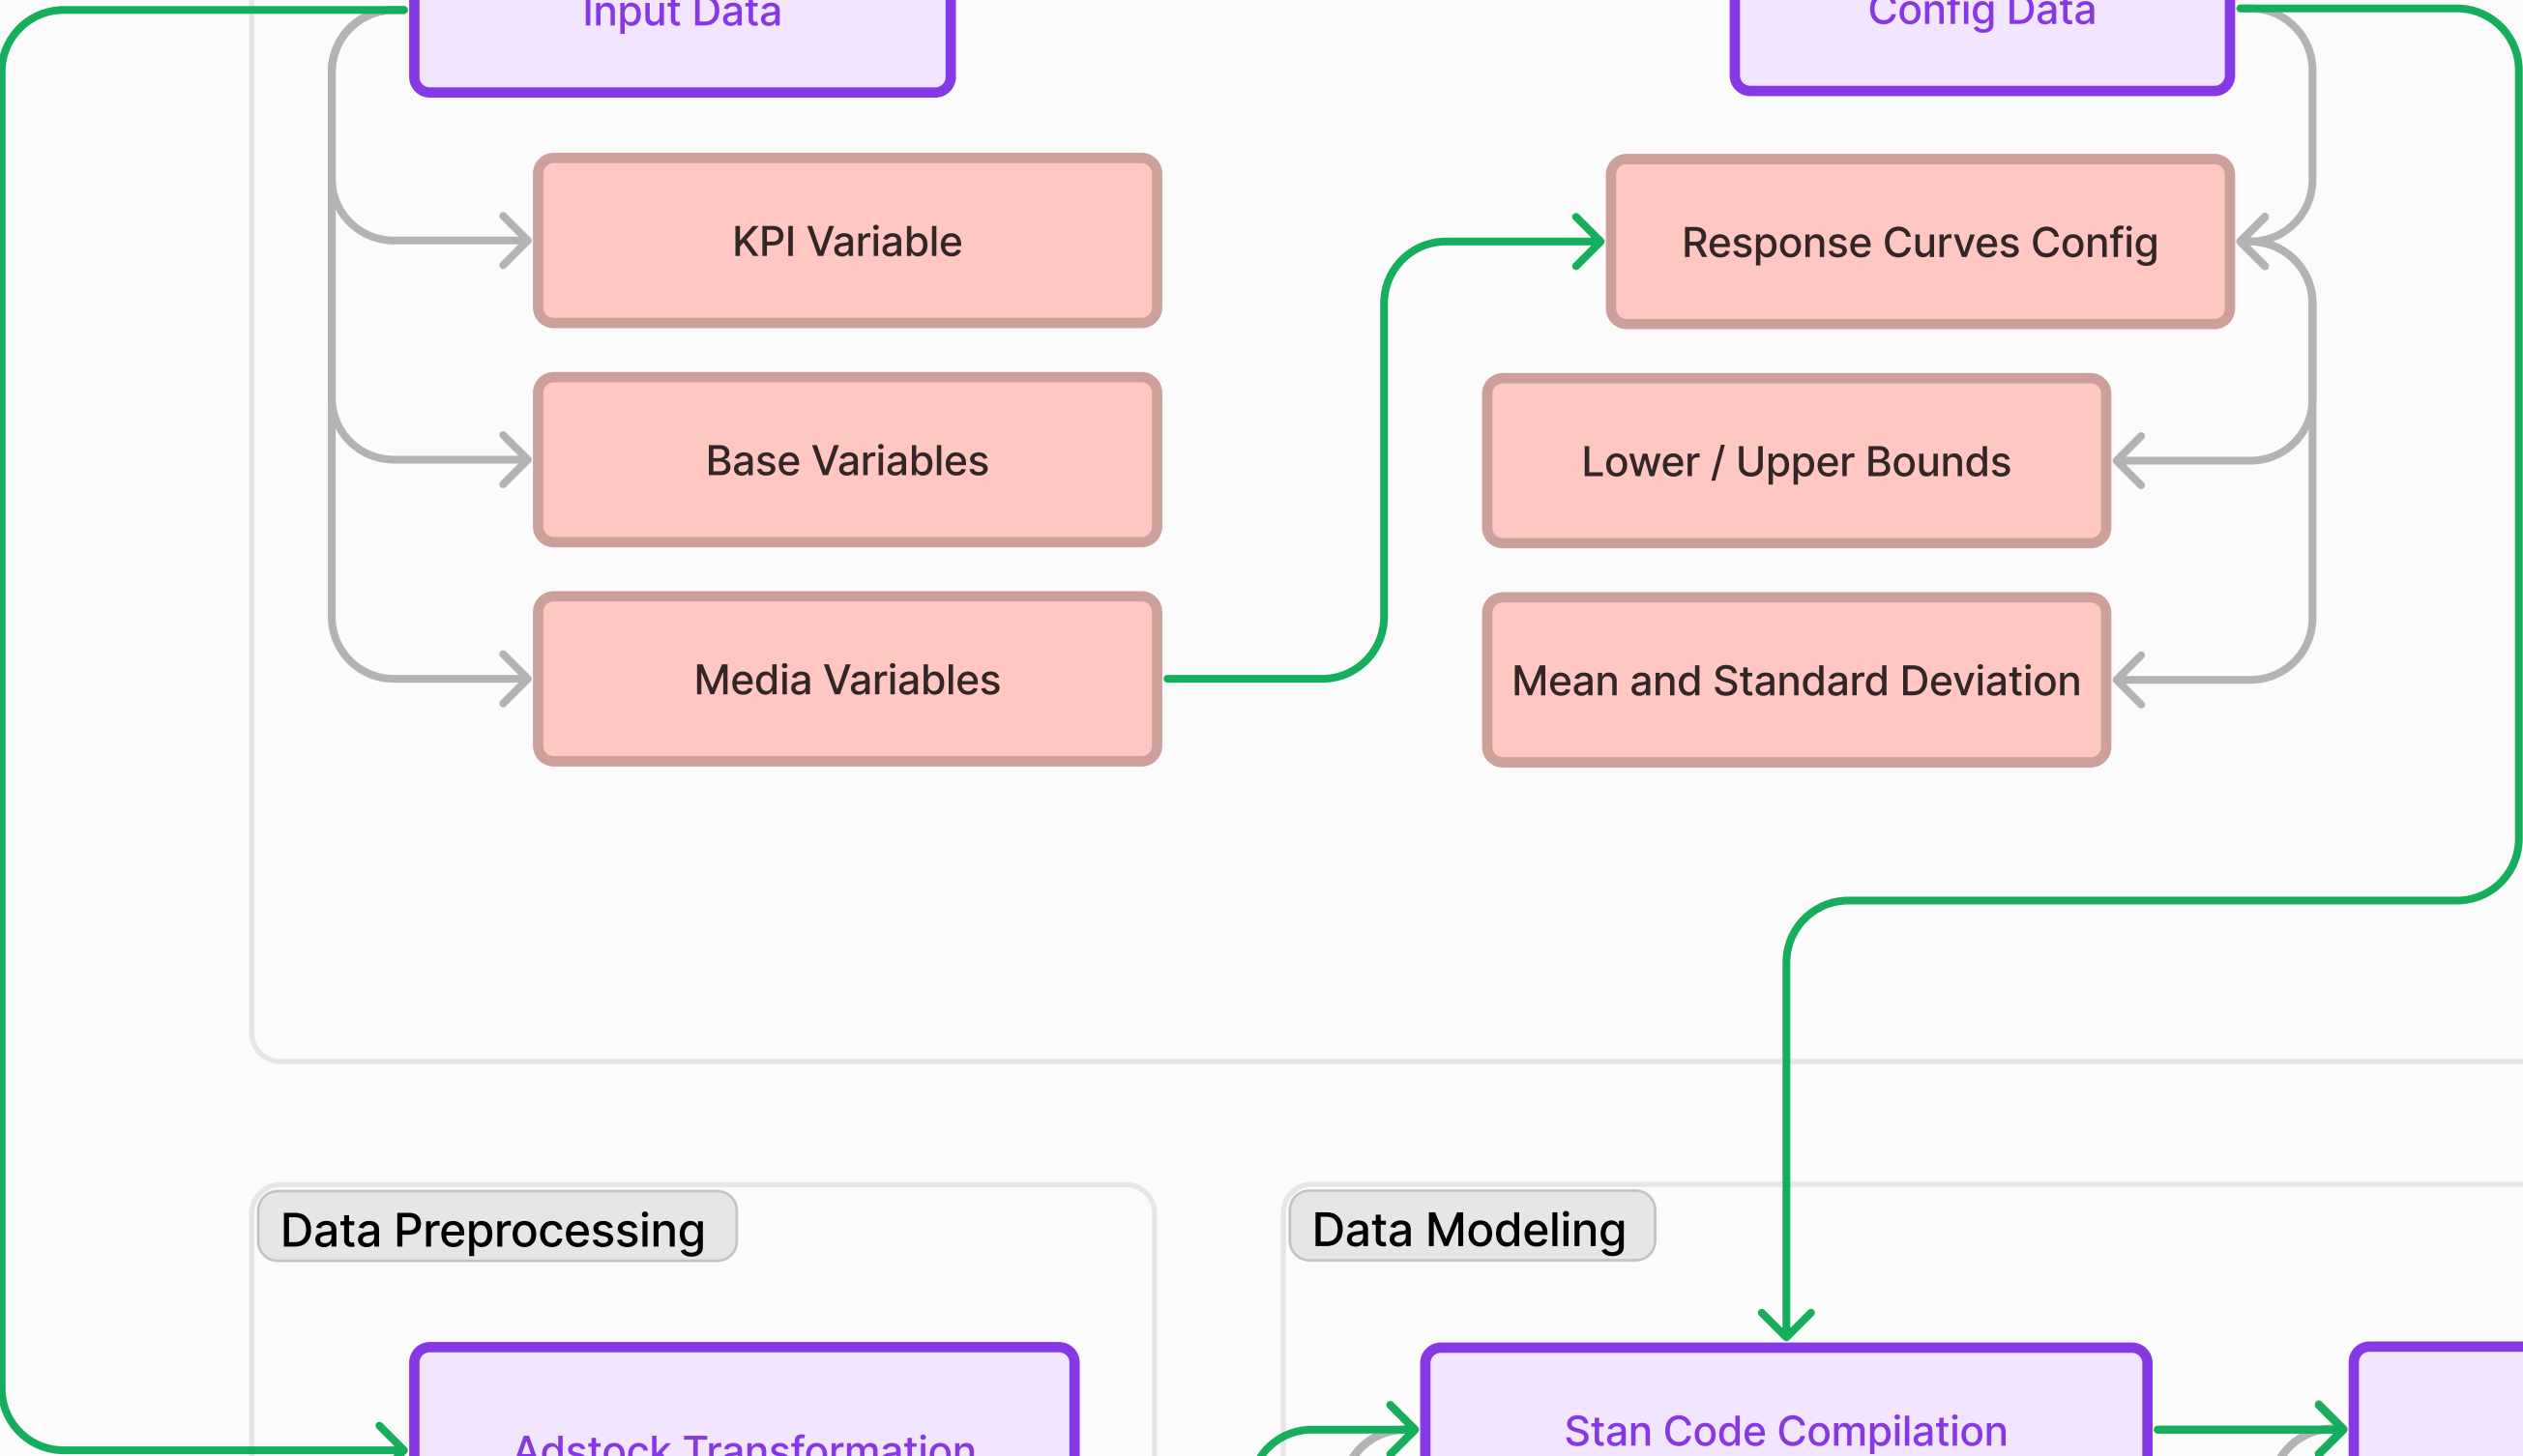 Input Data
Config Data
KPI Variable
Response Curves Config
Base Variables
Lower / Upper Bounds
Media Variables
Mean and Standard Deviation
Data Preprocessing
Data Modeling
Adstock Transformation
Stan Code Compilation